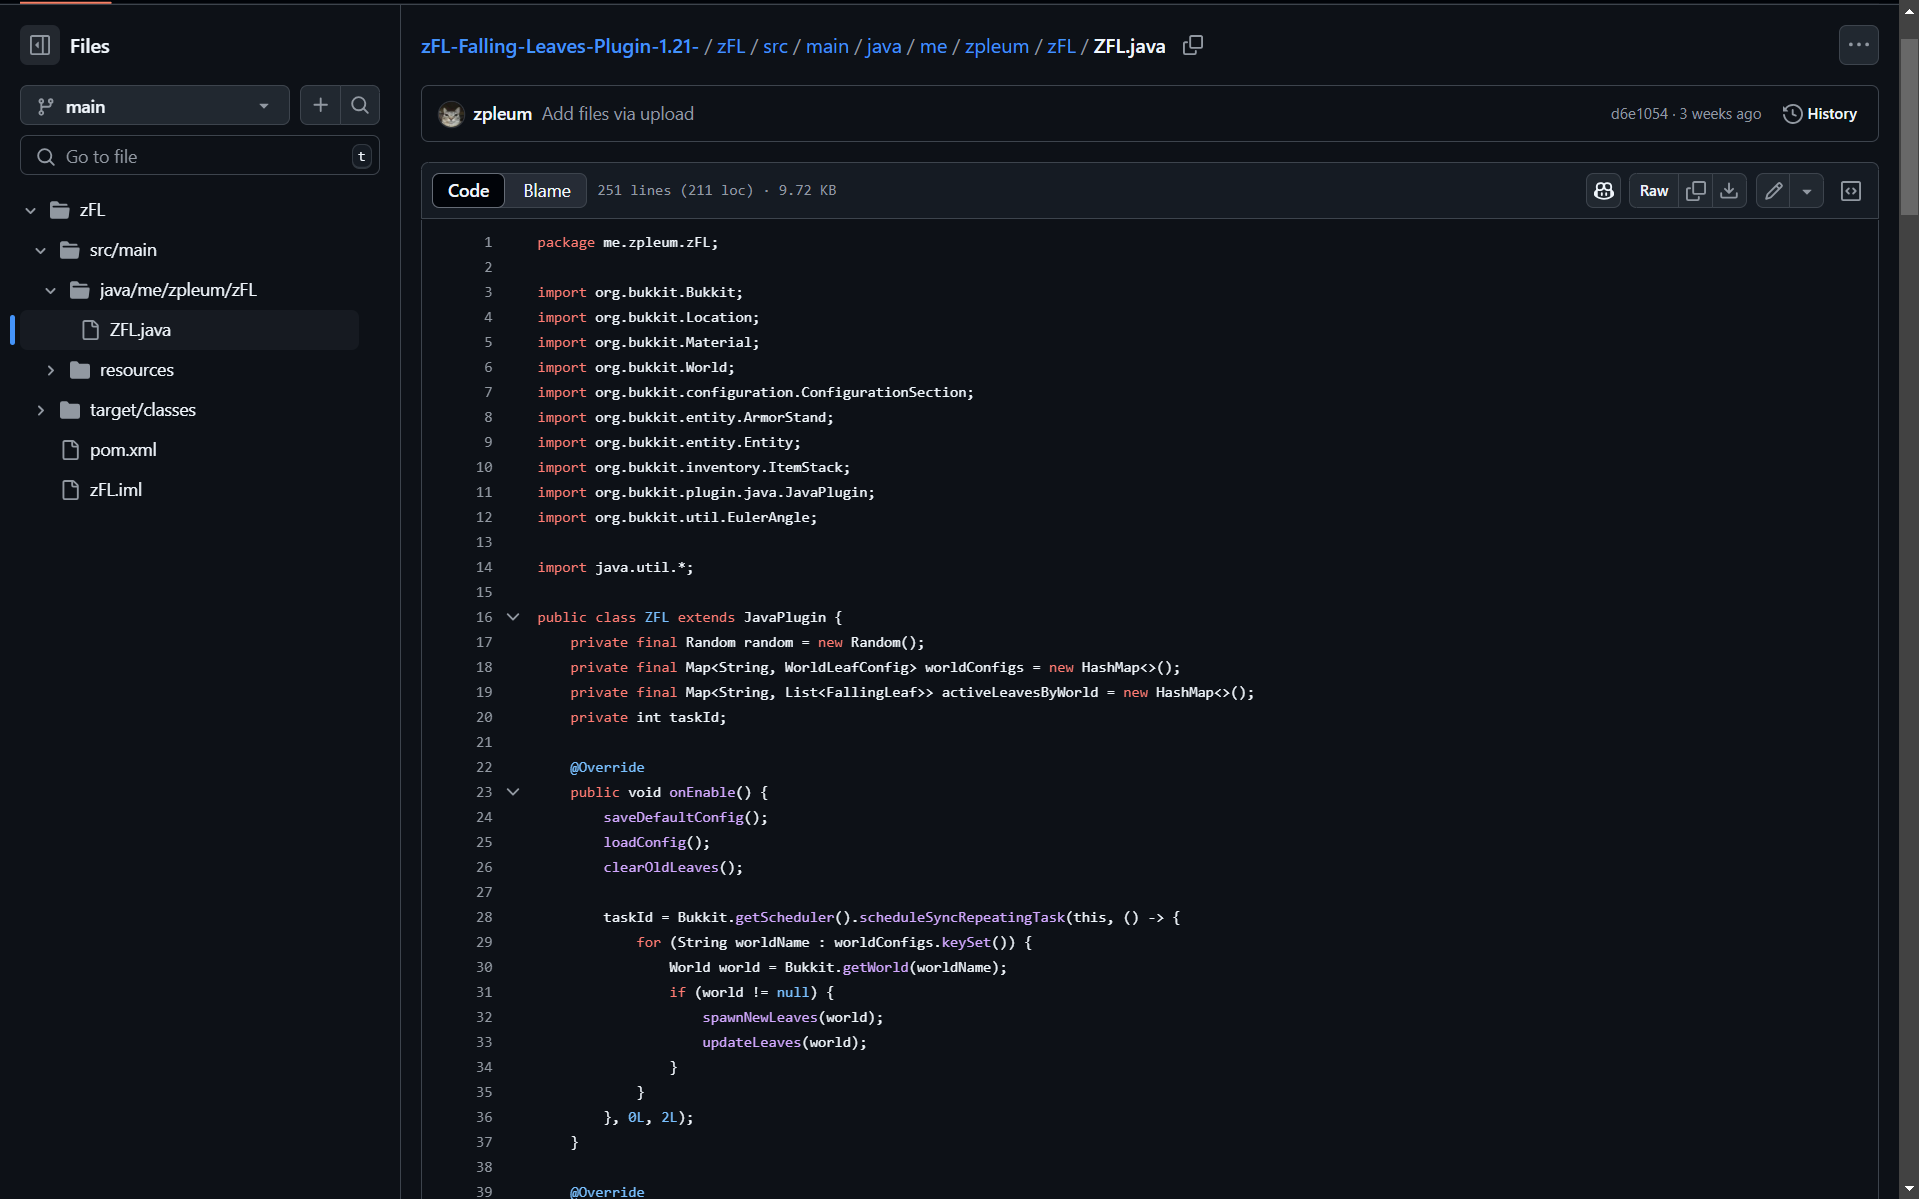 Files
main
Go to file
t
zFL
src/main
java/me/zpleum/zFL
ZFL.java
resources
target/classes
pom.xml
zFL.iml
zFL-Falling-Leaves-Plugin-1.21- / zFL / src / main / java / me / zpleum / zFL / ZFL.java
zpleum Add files via upload
d6e1054 · 3 weeks ago
History
Code Blame 251 lines (211 loc) · 9.72 KB
Raw
1 package me.zpleum.zFL;
2
3 import org.bukkit.Bukkit;
4 import org.bukkit.Location;
5 import org.bukkit.Material;
6 import org.bukkit.World;
7 import org.bukkit.configuration.ConfigurationSection;
8 import org.bukkit.entity.ArmorStand;
9 import org.bukkit.entity.Entity;
10 import org.bukkit.inventory.ItemStack;
11 import org.bukkit.plugin.java.JavaPlugin;
12 import org.bukkit.util.EulerAngle;
13
14 import java.util.*;
15
16 public class ZFL extends JavaPlugin {
17     private final Random random = new Random();
18     private final Map<String, WorldLeafConfig> worldConfigs = new HashMap<>();
19     private final Map<String, List<FallingLeaf>> activeLeavesByWorld = new HashMap<>();
20     private int taskId;
21
22     @Override
23     public void onEnable() {
24         saveDefaultConfig();
25         loadConfig();
26         clearOldLeaves();
27
28         taskId = Bukkit.getScheduler().scheduleSyncRepeatingTask(this, () -> {
29             for (String worldName : worldConfigs.keySet()) {
30                 World world = Bukkit.getWorld(worldName);
31                 if (world != null) {
32                     spawnNewLeaves(world);
33                     updateLeaves(world);
34                 }
35             }
36         }, 0L, 2L);
37     }
38
39     @Override